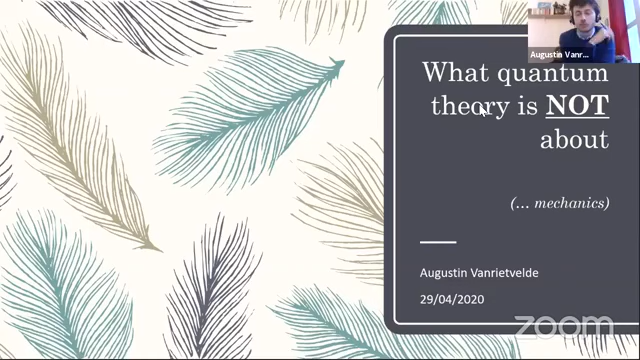 Augustin Vanr...
What quantum
theory is NOT
about
(... mechanics)
Augustin Vanrietvelde
29/04/2020
zoom